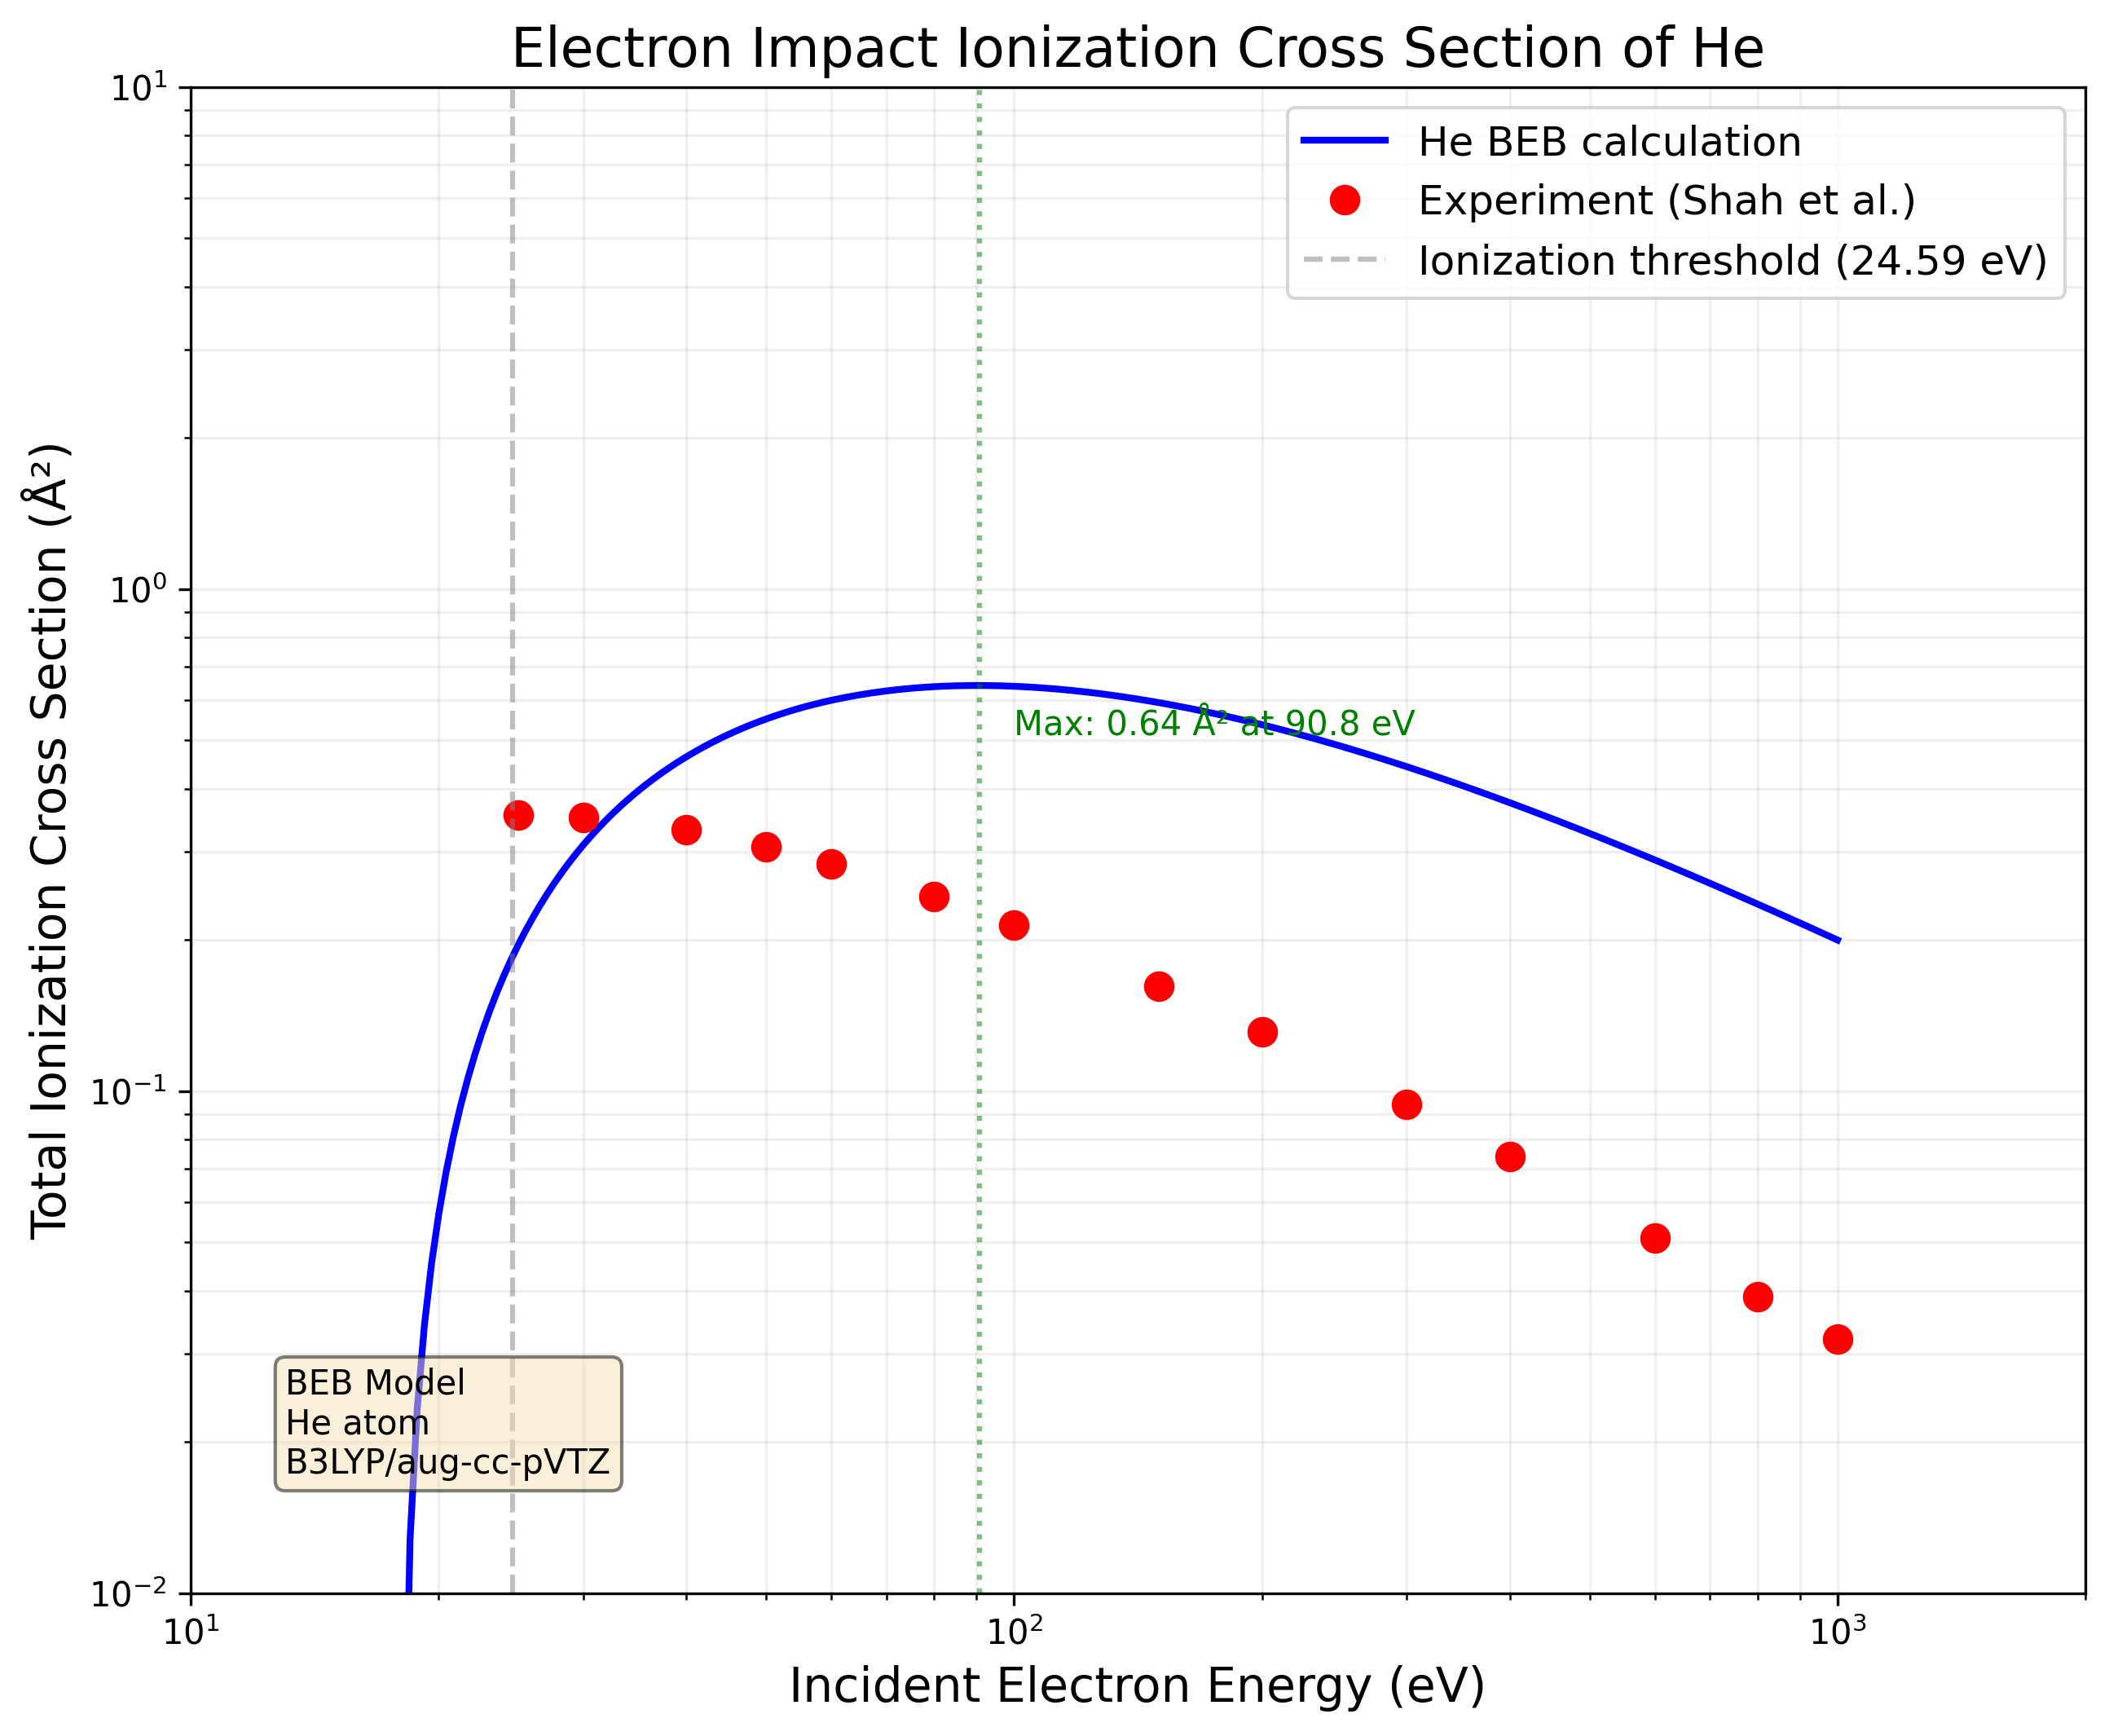 Electron Impact Ionization Cross Section of He
He BEB calculation
Experiment (Shah et al.)
Ionization threshold (24.59 eV)
Total Ionization Cross Section (Å²)
10¹
10⁰
10⁻¹
10⁻²
Max: 0.64 Å² at 90.8 eV
BEB Model
He atom
B3LYP/aug-cc-pVTZ
10¹ 10² 10³
Incident Electron Energy (eV)